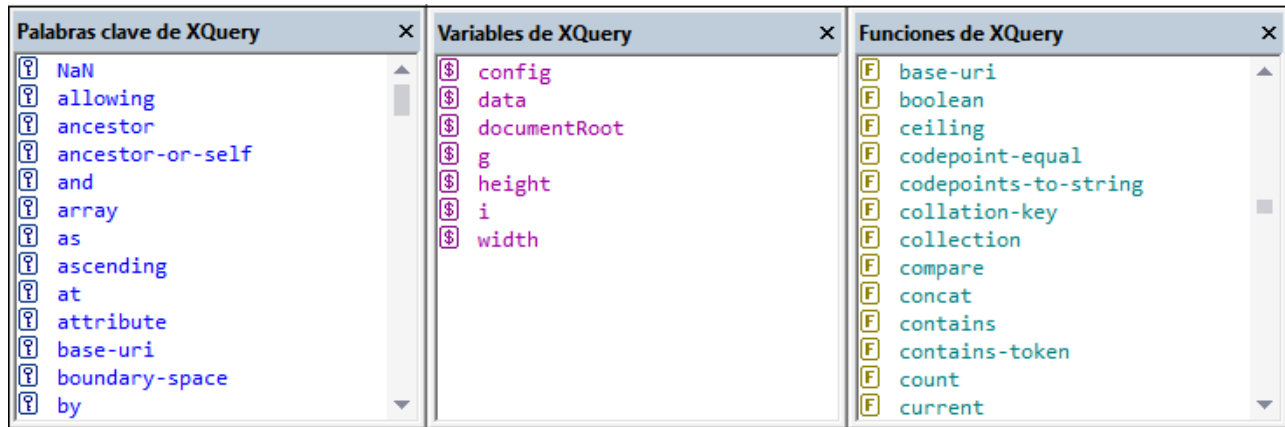 Palabras clave de XQuery
NaN
allowing
ancestor
ancestor-or-self
and
array
as
ascending
at
attribute
base-uri
boundary-space
by
Variables de XQuery
$ config
$ data
$ documentRoot
$ g
$ height
$ i
$ width
Funciones de XQuery
F base-uri
F boolean
F ceiling
F codepoint-equal
F codepoints-to-string
F collation-key
F collection
F compare
F concat
F contains
F contains-token
F count
F current